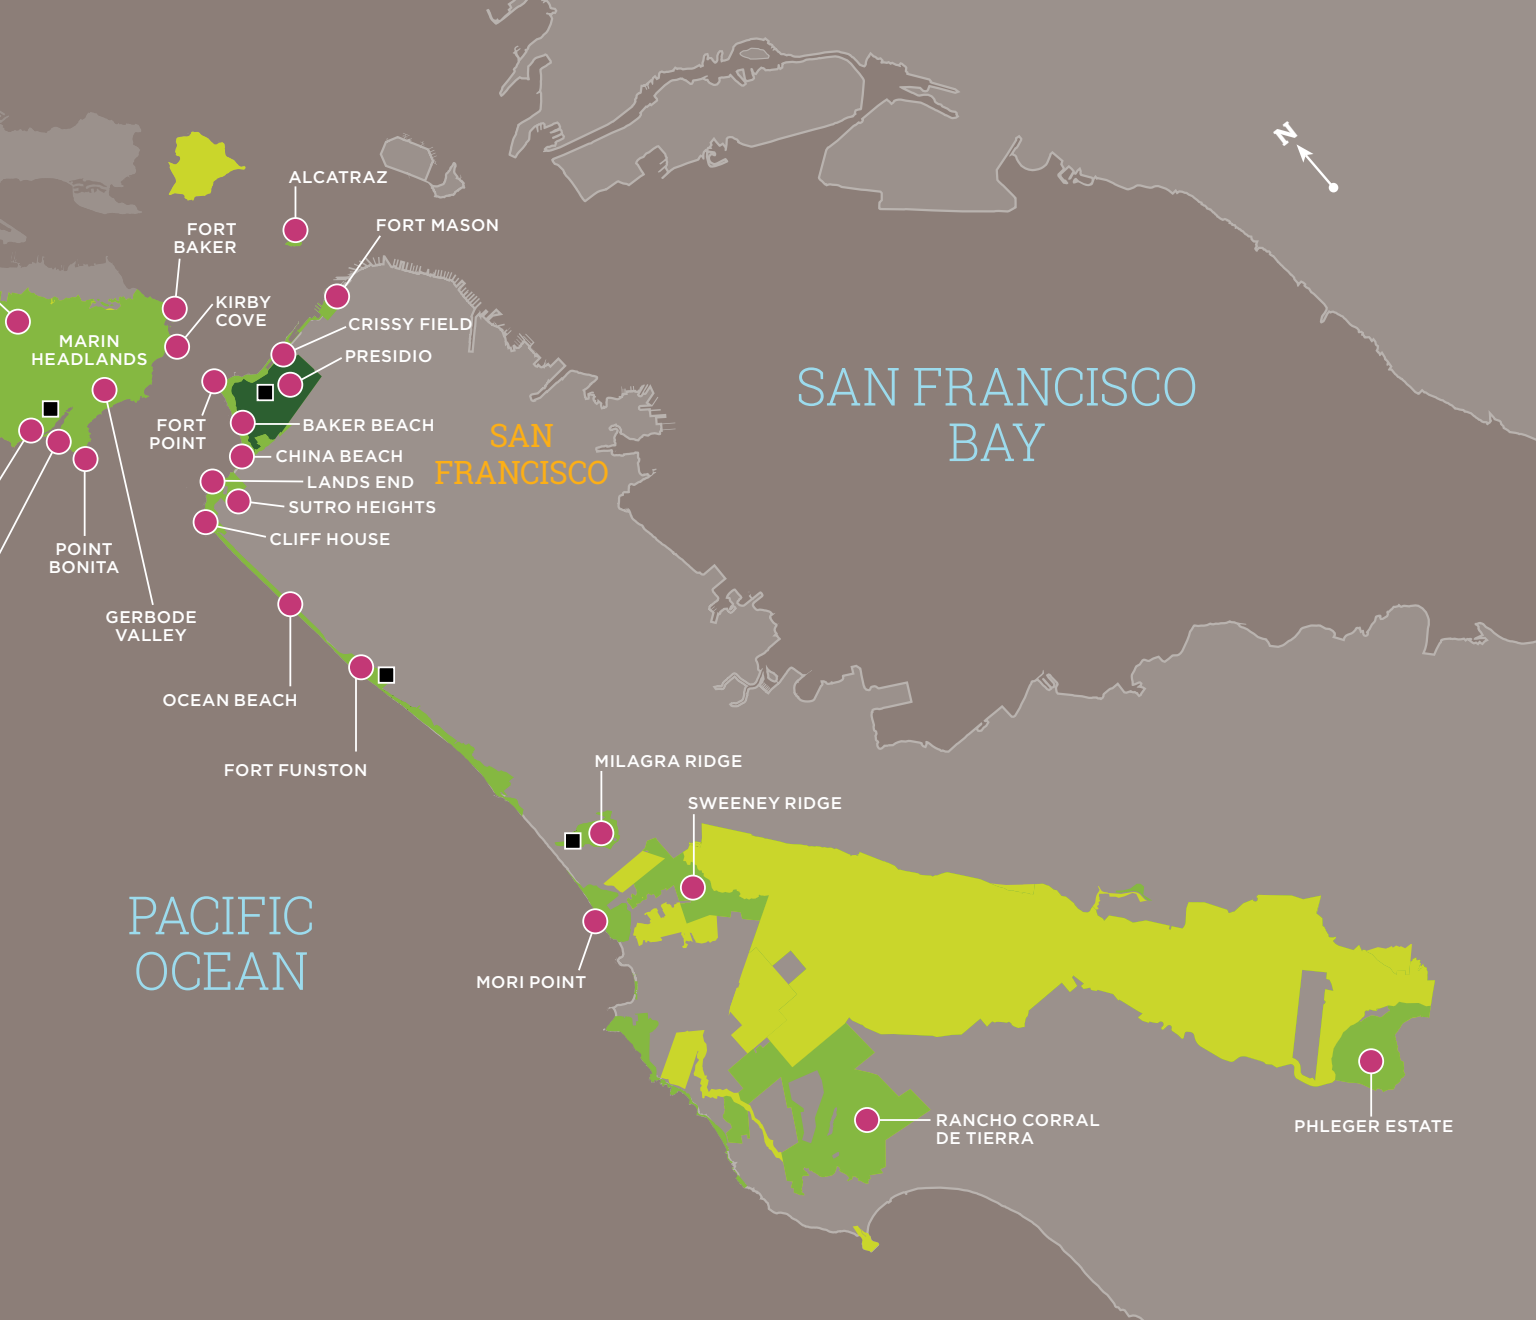 N
ALCATRAZ
FORT MASON
FORT
BAKER
KIRBY
COVE
CRISSY FIELD
MARIN
HEADLANDS
PRESIDIO
SAN FRANCISCO
BAY
FORT
POINT
BAKER BEACH
SAN
FRANCISCO
CHINA BEACH
LANDS END
SUTRO HEIGHTS
CLIFF HOUSE
POINT
BONITA
GERBODE
VALLEY
OCEAN BEACH
FORT FUNSTON
MILAGRA RIDGE
SWEENEY RIDGE
PACIFIC
OCEAN
MORI POINT
RANCHO CORRAL
DE TIERRA
PHLEGER ESTATE